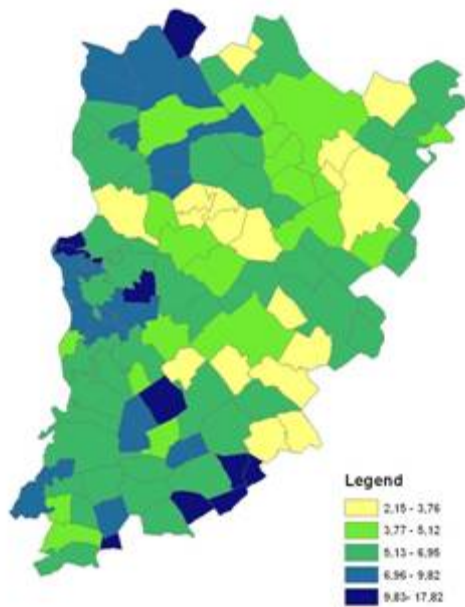 Legend
2,15 - 3,76
3,77 - 5,12
5,13 - 6,95
6,96 - 9,82
9,83- 17,82